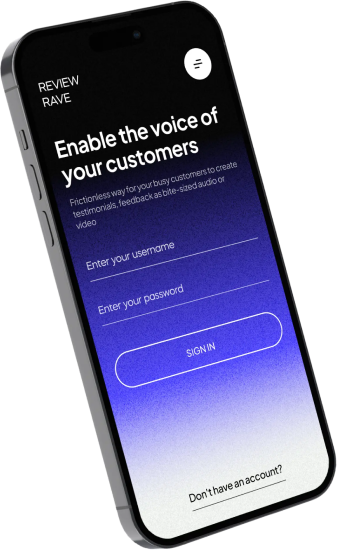 REVIEW
RAVE
Enable the voice of
your customers
Frictionless way for your busy customers to create
testimonials, feedback as bite-sized audio or
video
Enter your username
Enter your password
SIGN IN
Don't have an account?